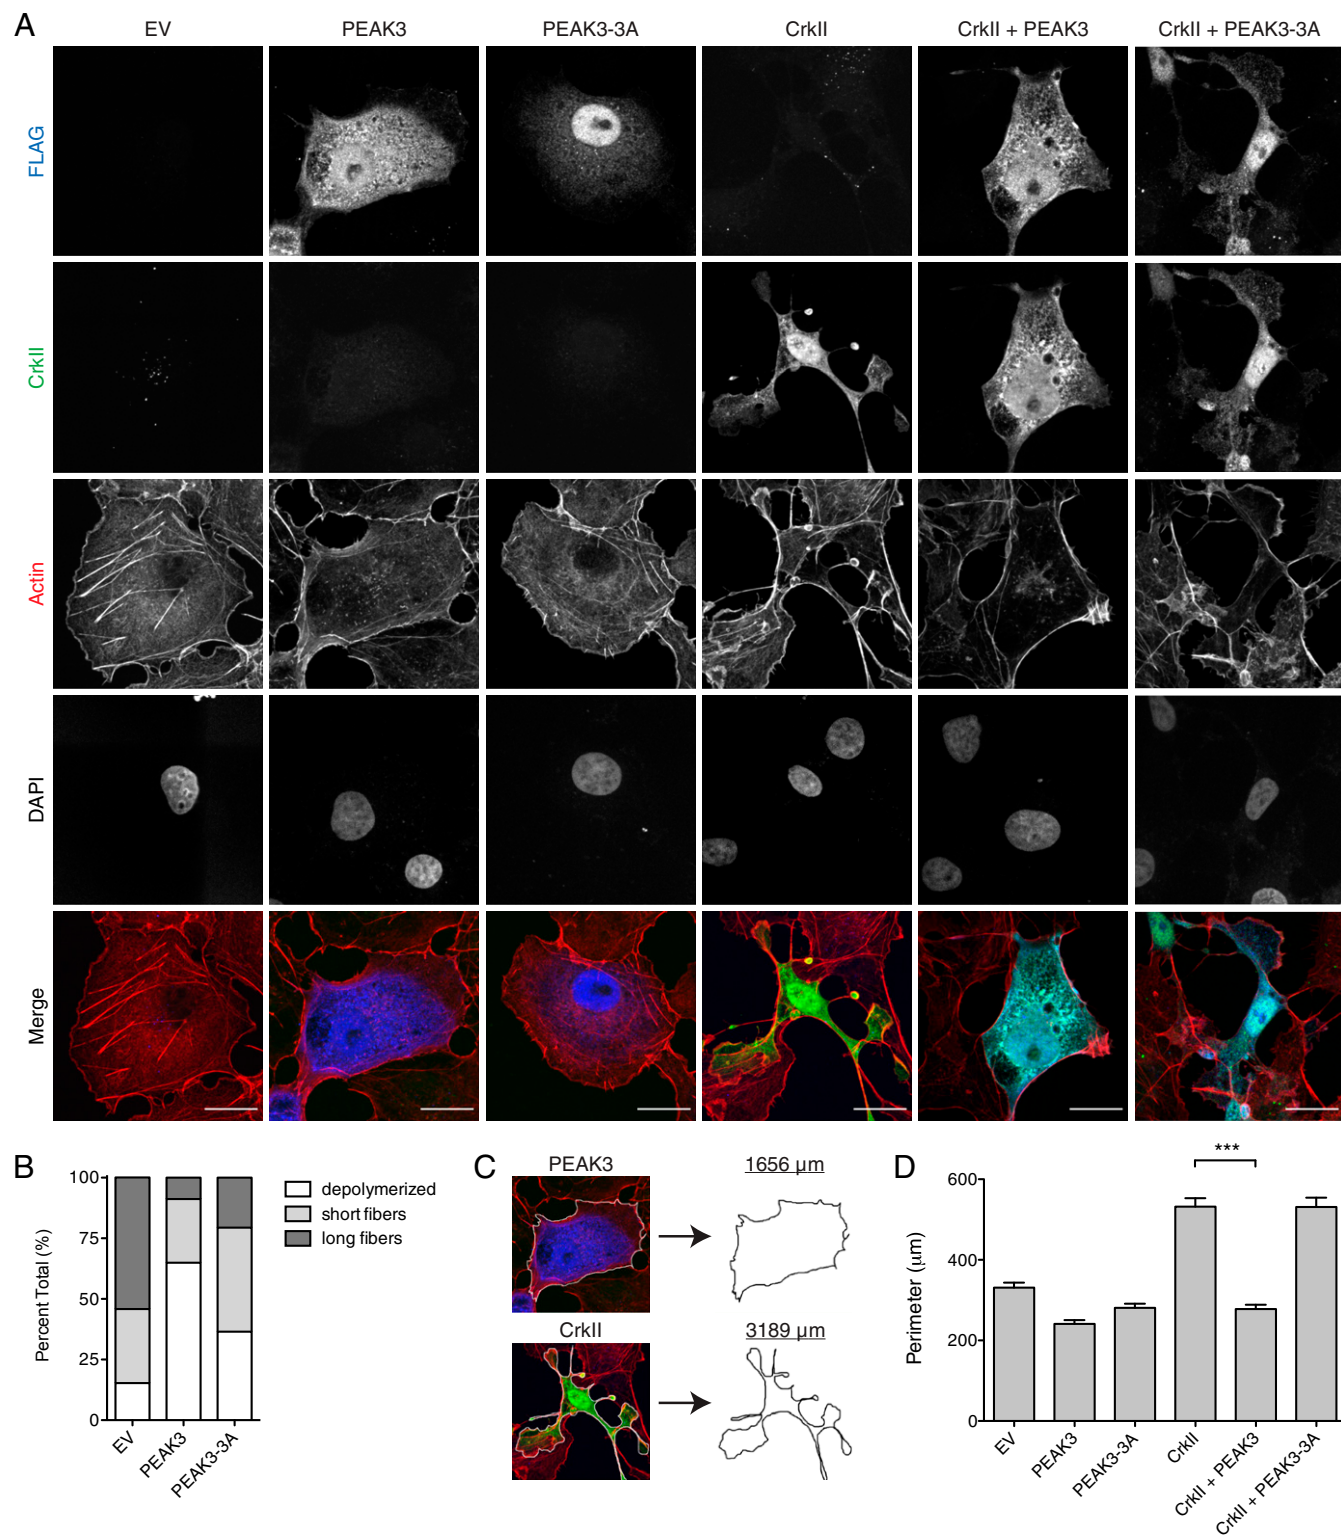 A
EV PEAK3 PEAK3-3A CrkII CrkII + PEAK3 CrkII + PEAK3-3A
FLAG
CrkII
Actin
DAPI
Merge
B
Percent Total (%)
100
75
50
25
0
EV
PEAK3
PEAK3-3A
depolymerized
short fibers
long fibers
C
PEAK3
1656 µm
CrkII
3189 µm
D
Perimeter (µm)
600
400
200
0
***
EV
PEAK3
PEAK3-3A
CrkII
CrkII + PEAK3
CrkII + PEAK3-3A